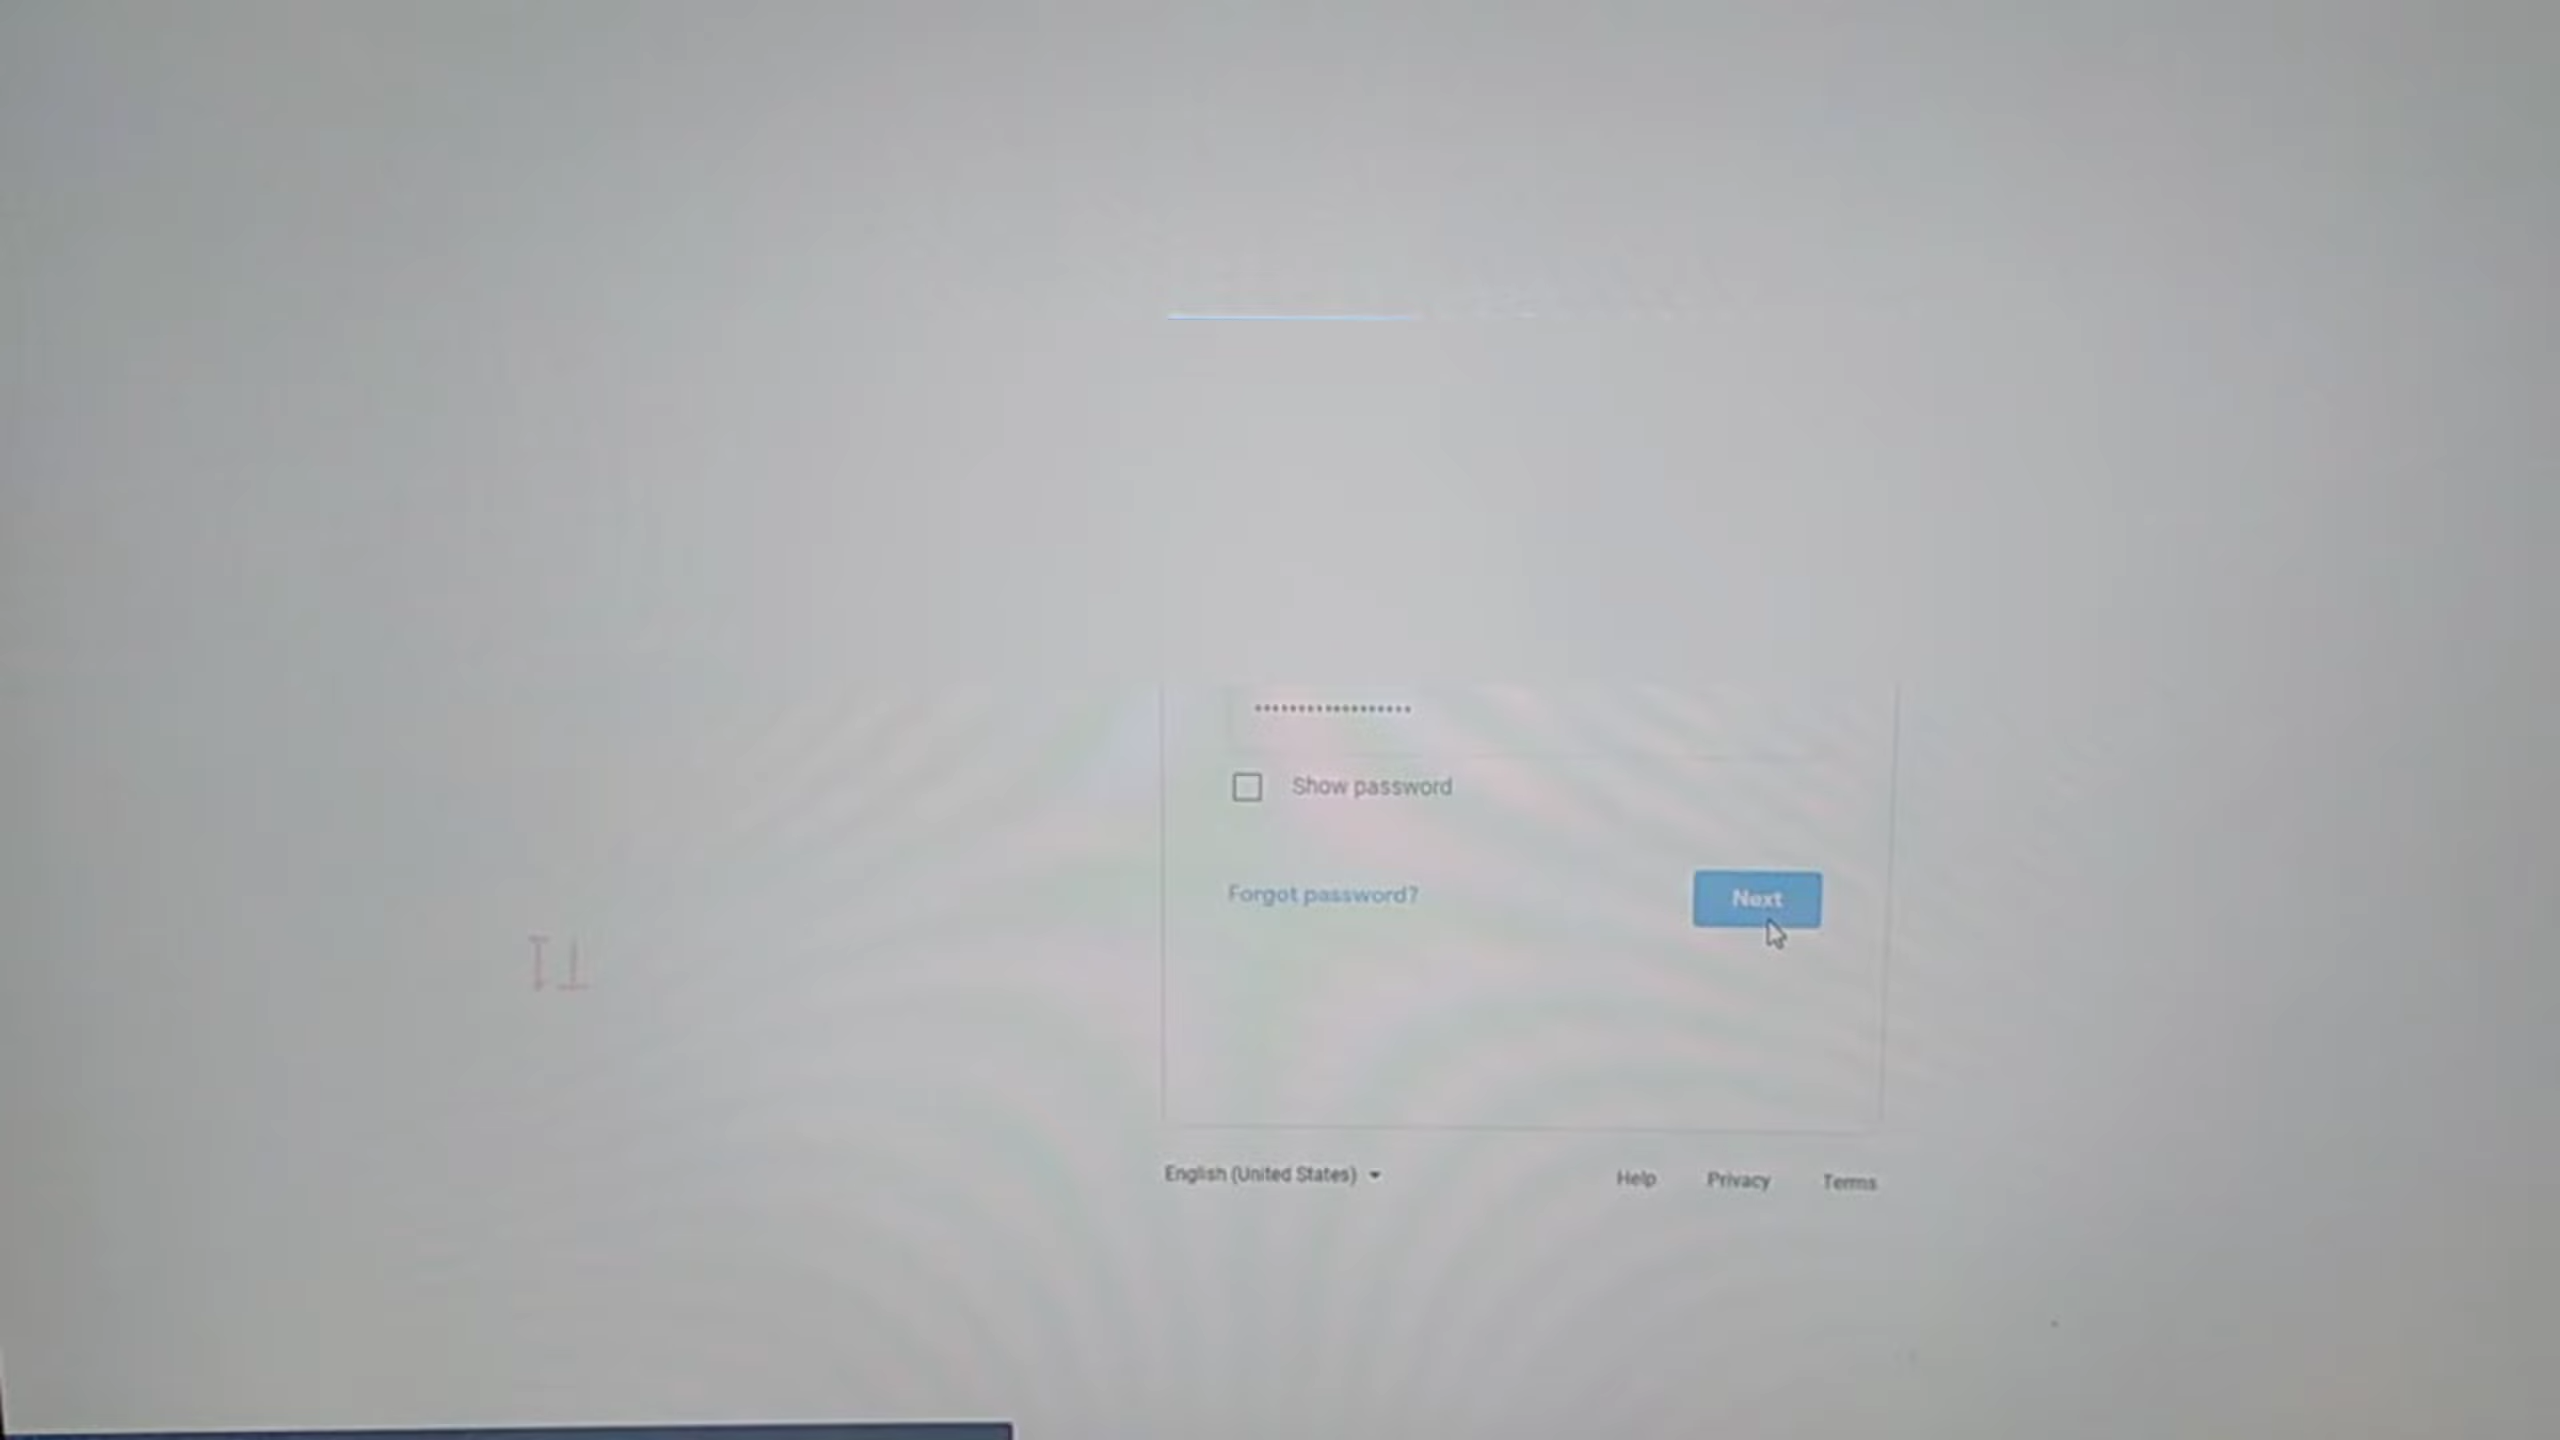 Show password
Forgot password?
Next
English (United States)
Help
Privacy
Terms